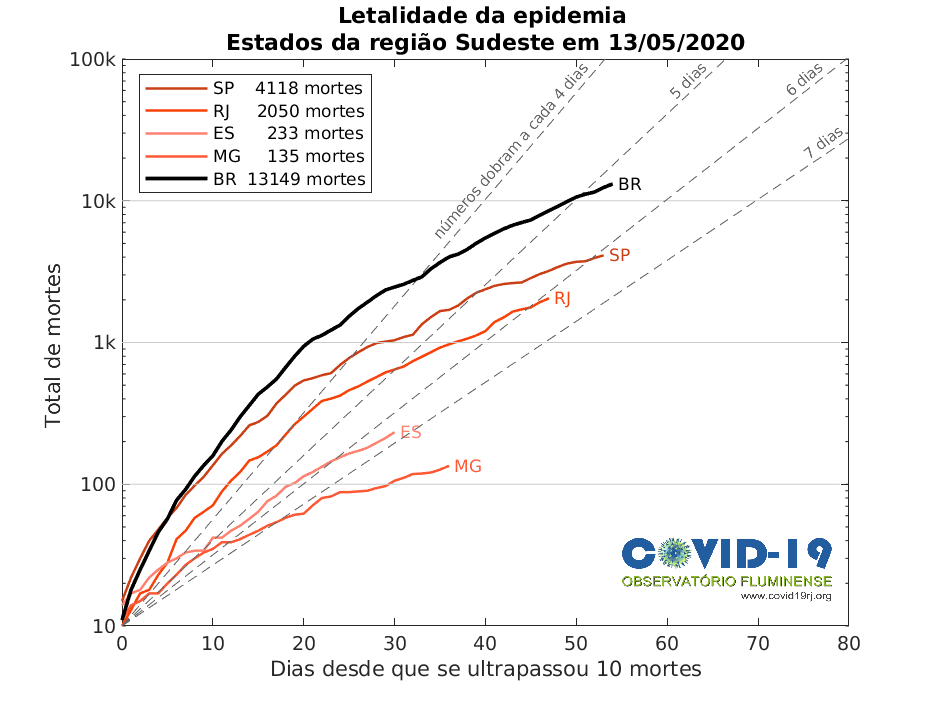 Letalidade da epidemia
Estados da região Sudeste em 13/05/2020
100k
10k
1k
100
10
Total de mortes
SP 4118 mortes
RJ 2050 mortes
ES 233 mortes
MG 135 mortes
BR 13149 mortes
números dobram a cada 4 dias
5 dias
6 dias
7 dias
BR
SP
RJ
ES
MG
COVID-19
OBSERVATÓRIO FLUMINENSE
www.covid19rj.org
0 10 20 30 40 50 60 70 80
Dias desde que se ultrapassou 10 mortes